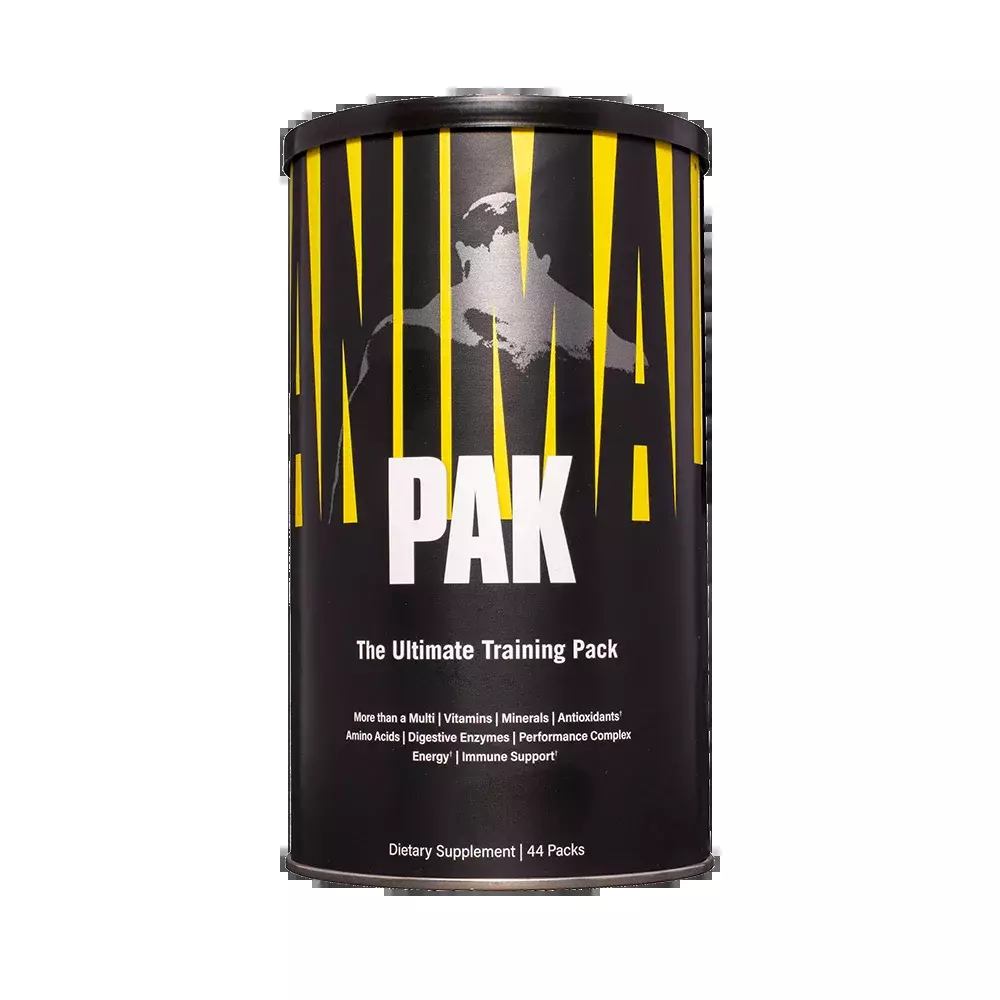 ANIMA
PAK
The Ultimate Training Pack
More than a Multi | Vitamins | Minerals | Antioxidants†
Amino Acids | Digestive Enzymes | Performance Complex
Energy† | Immune Support†
Dietary Supplement | 44 Packs